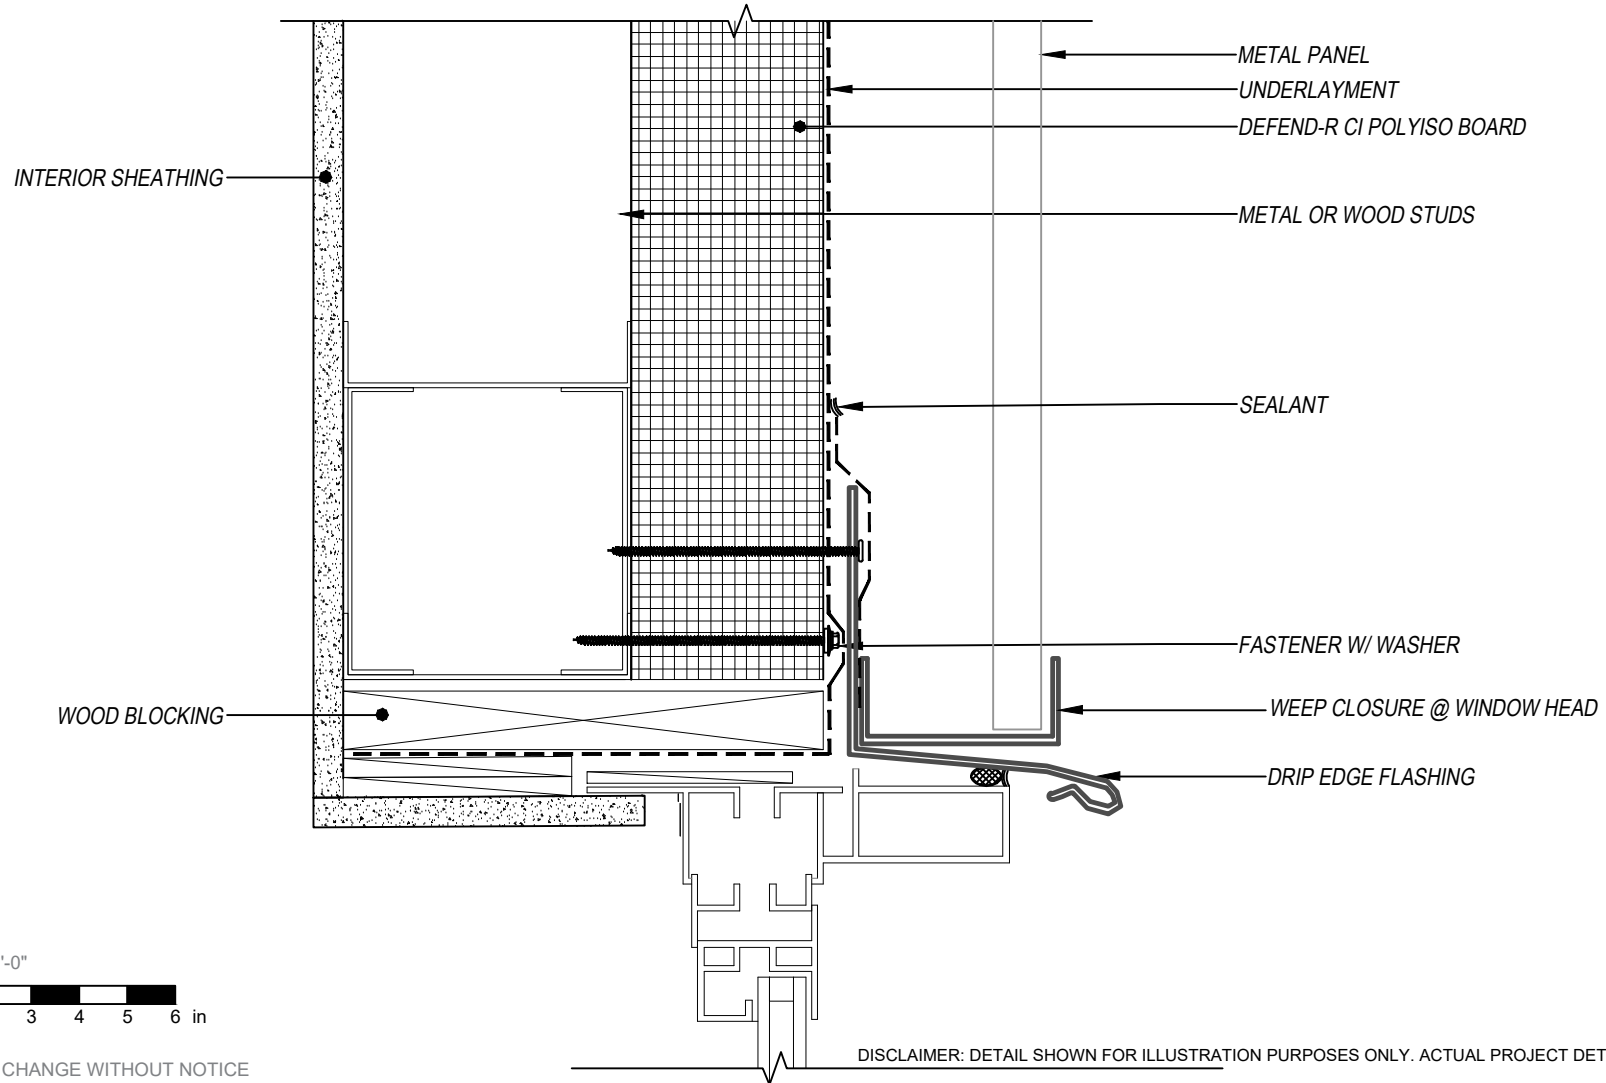 METAL PANEL
UNDERLAYMENT
DEFEND-R CI POLYISO BOARD
INTERIOR SHEATHING
METAL OR WOOD STUDS
SEALANT
FASTENER W/ WASHER
WOOD BLOCKING
WEEP CLOSURE @ WINDOW HEAD
DRIP EDGE FLASHING
'-0"
3 4 5 6 in
CHANGE WITHOUT NOTICE
DISCLAIMER: DETAIL SHOWN FOR ILLUSTRATION PURPOSES ONLY. ACTUAL PROJECT DET